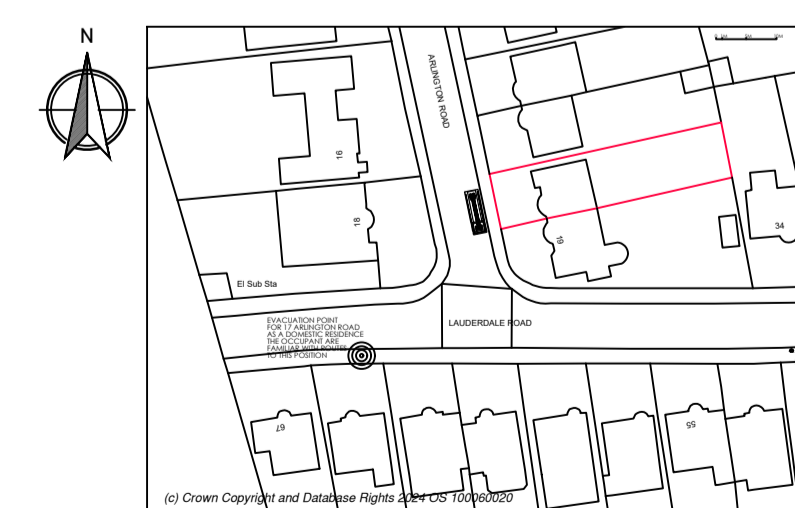 N
ARLINGTON ROAD
16
18
19
34
El Sub Sta
EVACUATION POINT
FOR 17 ARLINGTON ROAD
AS A DOMESTIC RESIDENCE
THE OCCUPANT ARE
FAMILIAR WITH ROUTES
TO THIS POSITION
LAUDERDALE ROAD
67
55
(c) Crown Copyright and Database Rights 2024 OS 100060020